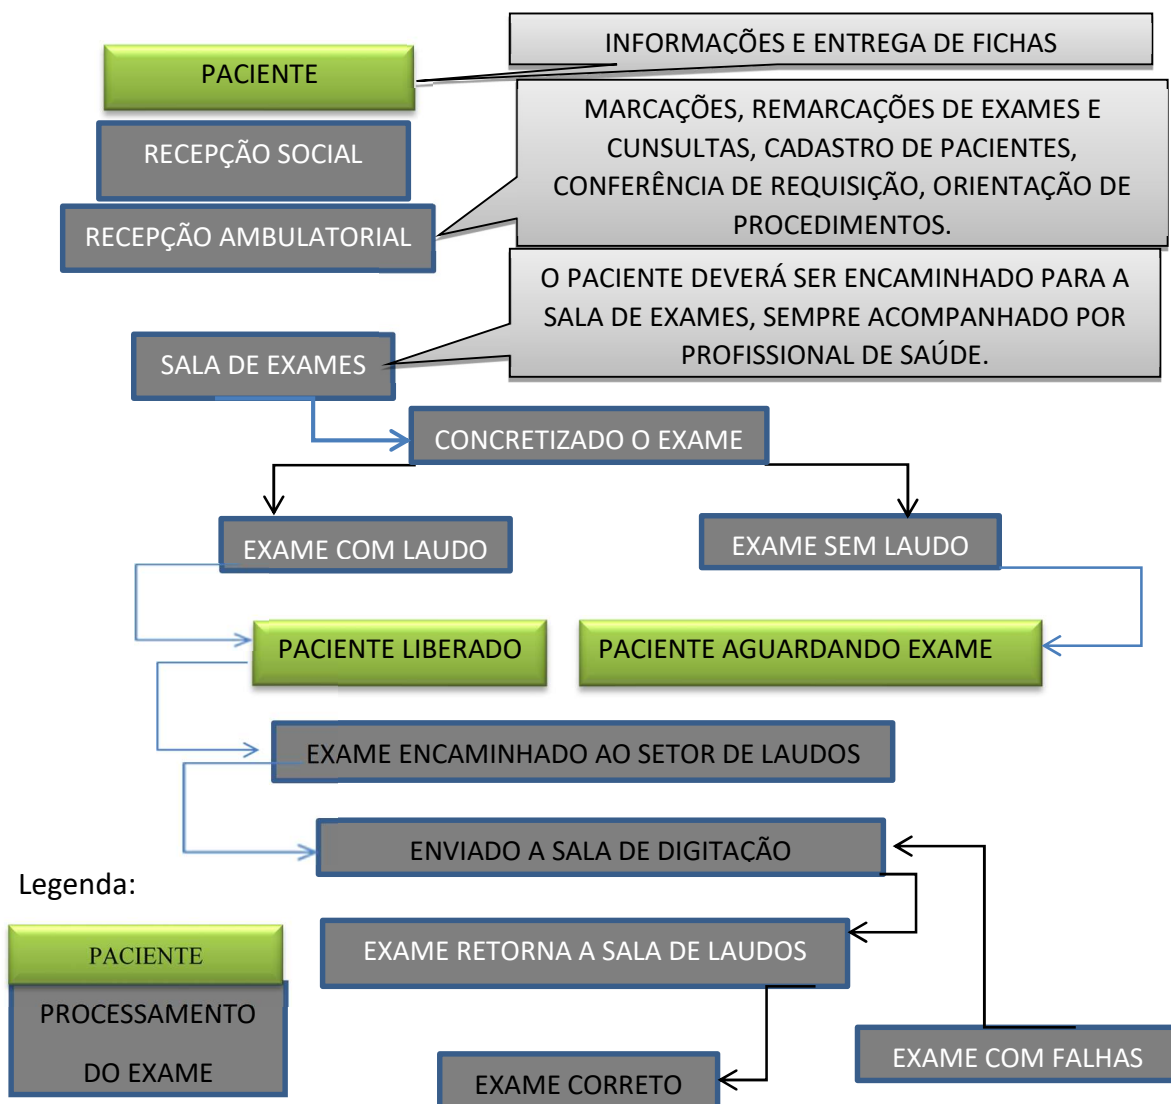 INFORMAÇÕES E ENTREGA DE FICHAS
PACIENTE
RECEPÇÃO SOCIAL
MARCAÇÕES, REMARCAÇÕES DE EXAMES E
CUNSULTAS, CADASTRO DE PACIENTES,
CONFERÊNCIA DE REQUISIÇÃO, ORIENTAÇÃO DE
PROCEDIMENTOS.
RECEPÇÃO AMBULATORIAL
O PACIENTE DEVERÁ SER ENCAMINHADO PARA A
SALA DE EXAMES, SEMPRE ACOMPANHADO POR
PROFISSIONAL DE SAÚDE.
SALA DE EXAMES
CONCRETIZADO O EXAME
EXAME COM LAUDO
EXAME SEM LAUDO
PACIENTE LIBERADO
PACIENTE AGUARDANDO EXAME
EXAME ENCAMINHADO AO SETOR DE LAUDOS
ENVIADO A SALA DE DIGITAÇÃO
EXAME RETORNA A SALA DE LAUDOS
EXAME COM FALHAS
EXAME CORRETO
Legenda:
PACIENTE
PROCESSAMENTO
DO EXAME